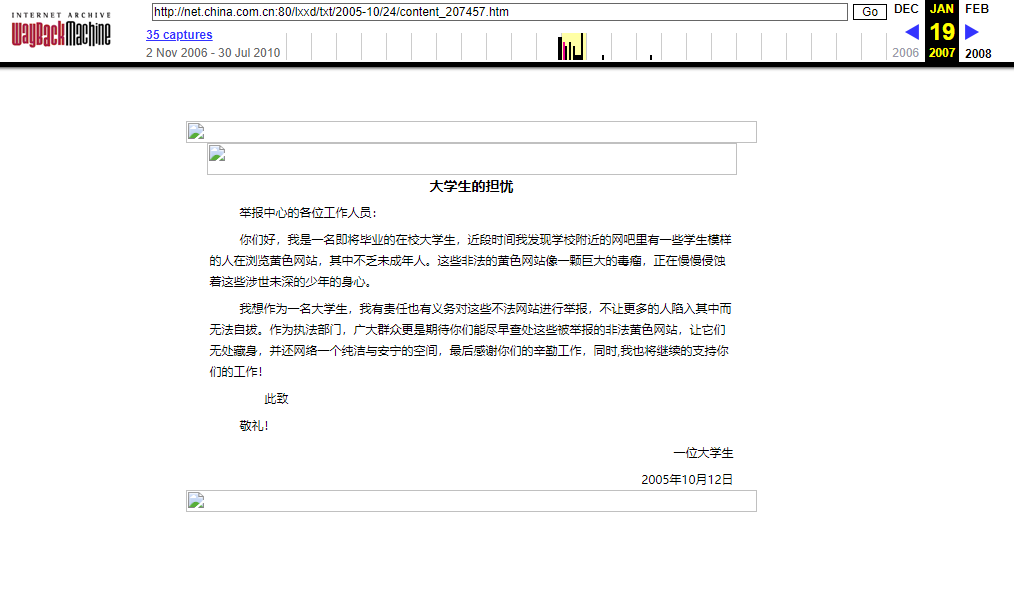 INTERNET ARCHIVE
WayBackMachine
http://net.china.com.cn:80/lxxd/txt/2005-10/24/content_207457.htm
Go
DEC JAN FEB
35 captures
19
2 Nov 2006 - 30 Jul 2010
2006 2007 2008
大学生的担忧
举报中心的各位工作人员：
你们好，我是一名即将毕业的在校大学生，近段时间我发现学校附近的网吧里有一些学生模样
的人在浏览黄色网站，其中不乏未成年人。这些非法的黄色网站像一颗巨大的毒瘤，正在慢慢侵蚀
着这些涉世未深的少年的身心。
我想作为一名大学生，我有责任也有义务对这些不法网站进行举报，不让更多的人陷入其中而
无法自拔。作为执法部门，广大群众更是期待你们能尽早查处这些被举报的非法黄色网站，让它们
无处藏身，并还网络一个纯洁与安宁的空间，最后感谢你们的辛勤工作，同时,我也将继续的支持你
们的工作！
此致
敬礼！
一位大学生
2005年10月12日